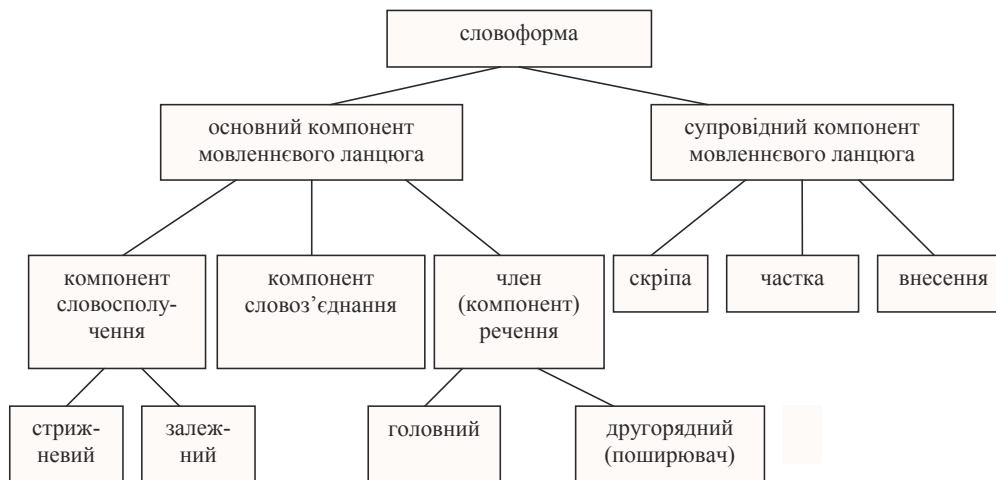 словоформа
основний компонент
мовленнєвого ланцюга
супровідний компонент
мовленнєвого ланцюга
компонент
словосполу-
чення
компонент
словоз’єднання
член
(компонент)
речення
скріпа
частка
внесення
стриж-
невий
залеж-
ний
головний
другорядний
(поширювач)